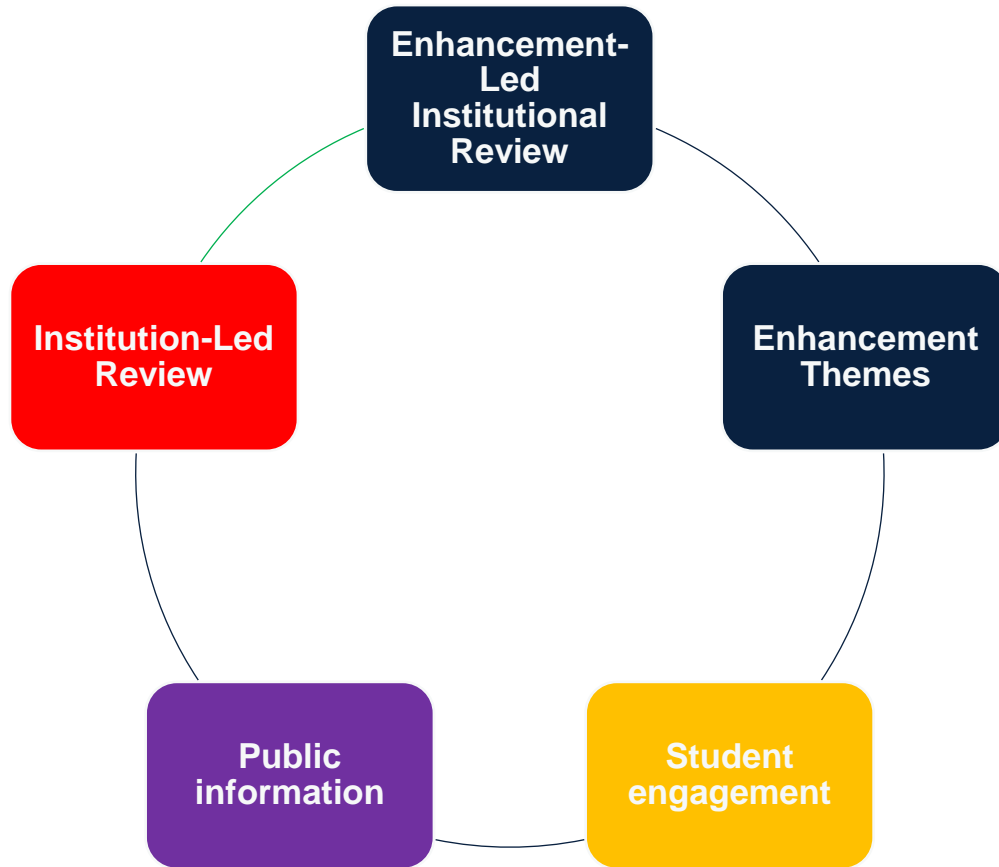 Enhancement-
Led
Institutional
Review
Institution-Led
Review
Enhancement
Themes
Public
information
Student
engagement